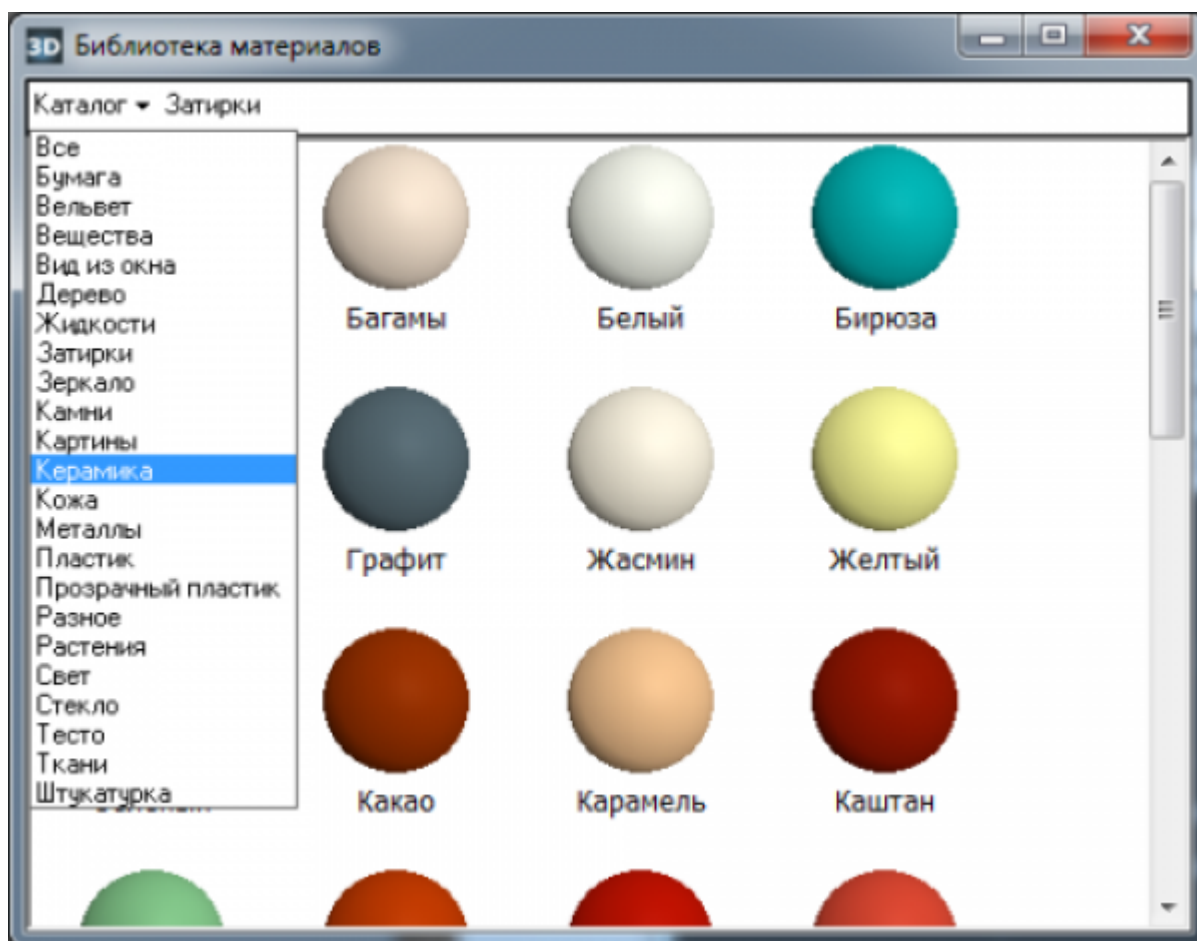 3D Библиотека материалов
Каталог Затирки
Все
Бумага
Вельвет
Вещества
Вид из окна
Дерево
Жидкости
Затирки
Зеркало
Камни
Картины
Керамика
Кожа
Металлы
Пластик
Прозрачный пластик
Разное
Растения
Свет
Стекло
Тесто
Ткани
Штукатурка
Багамы Белый Бирюза
Графит Жасмин Желтый
Какао Карамель Каштан